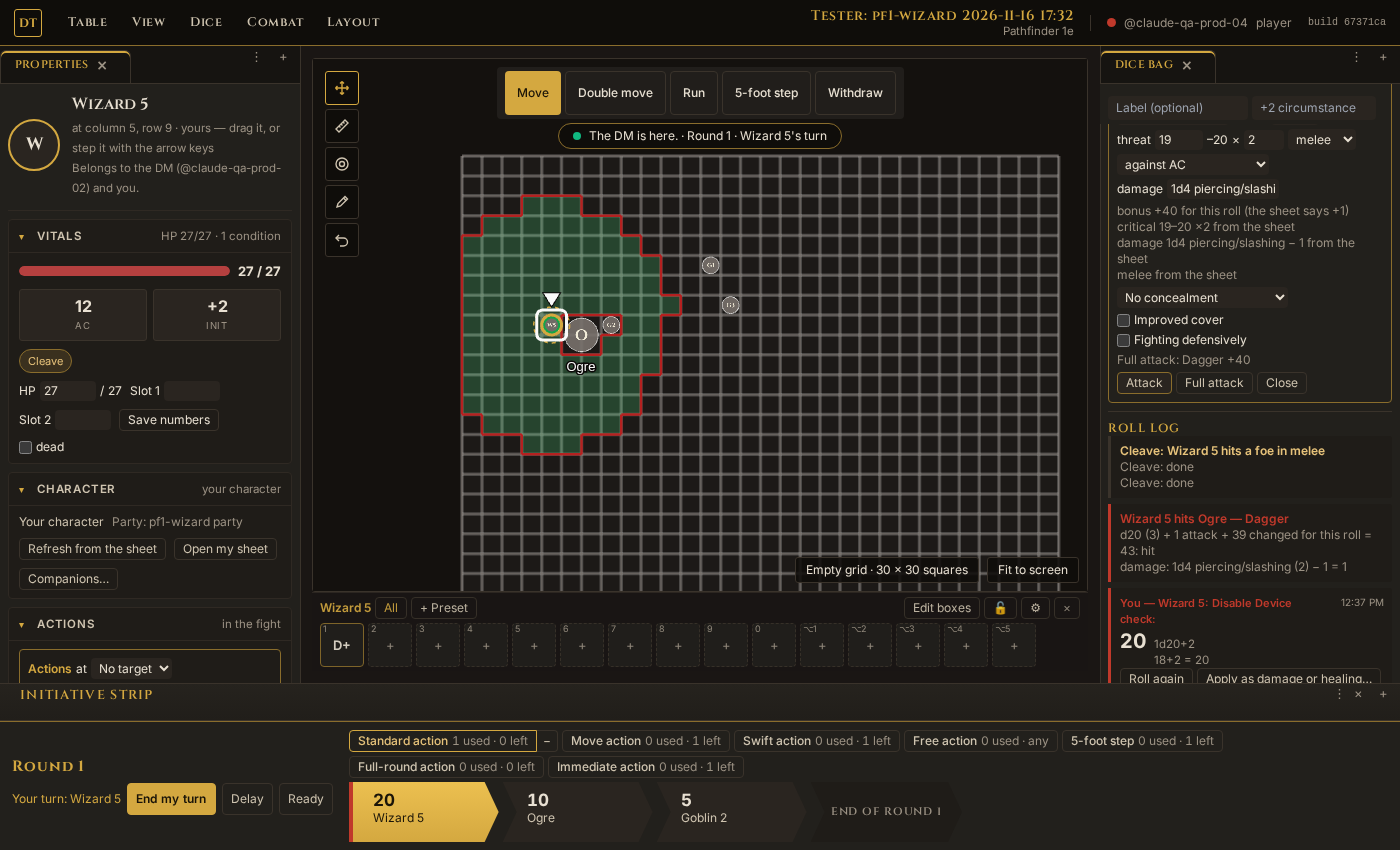 DT
Table
View
Dice
Combat
Layout
Tester: pf1-wizard 2026-11-16 17:32
Pathfinder 1e
@claude-qa-prod-04 player
build 67371ca
Properties ×
Wizard 5
W
at column 5, row 9 · yours — drag it, or
step it with the arrow keys
Belongs to the DM (@claude-qa-prod-
02) and you.
VITALS
HP 27/27 · 1 condition
27 / 27
12
AC
+2
INIT
Cleave
HP 27 / 27 Slot 1
Slot 2
Save numbers
dead
CHARACTER
your character
Your character Party: pf1-wizard party
Refresh from the sheet
Open my sheet
Companions...
ACTIONS
in the fight
Actions at No target
Move
Double move
Run
5-foot step
Withdraw
The DM is here. · Round 1 · Wizard 5's turn
G1
W5
O
G2
Ogre
Empty grid · 30 × 30 squares
Fit to screen
Wizard 5
All
+ Preset
Edit boxes
×
1
D+
2
+
3
+
4
+
5
+
6
+
7
+
8
+
9
+
0
+
⌥1
+
⌥2
+
⌥3
+
⌥4
+
⌥5
+
Dice Bag ×
Label (optional)
+2 circumstance
threat 19 –20 × 2 melee
against AC
damage 1d4 piercing/slashi
bonus +40 for this roll (the sheet says +1)
critical 19–20 ×2 from the sheet
damage 1d4 piercing/slashing − 1 from the
sheet
melee from the sheet
No concealment
Improved cover
Fighting defensively
Full attack: Dagger +40
Attack
Full attack
Close
Roll Log
Cleave: Wizard 5 hits a foe in melee
Cleave: done
Cleave: done
Wizard 5 hits Ogre — Dagger
d20 (3) + 1 attack + 39 changed for this roll =
43: hit
damage: 1d4 piercing/slashing (2) − 1 = 1
You — Wizard 5: Disable Device
check:
12:37 PM
20
1d20+2
18+2 = 20
Roll again
Apply as damage or healing...
Initiative Strip
Round 1
Your turn: Wizard 5
End my turn
Delay
Ready
Standard action 1 used · 0 left
–
Move action 0 used · 1 left
Swift action 0 used · 1 left
Free action 0 used · any
5-foot step 0 used · 1 left
Full-round action 0 used · 0 left
Immediate action 0 used · 1 left
20
Wizard 5
10
Ogre
5
Goblin 2
End of Round 1